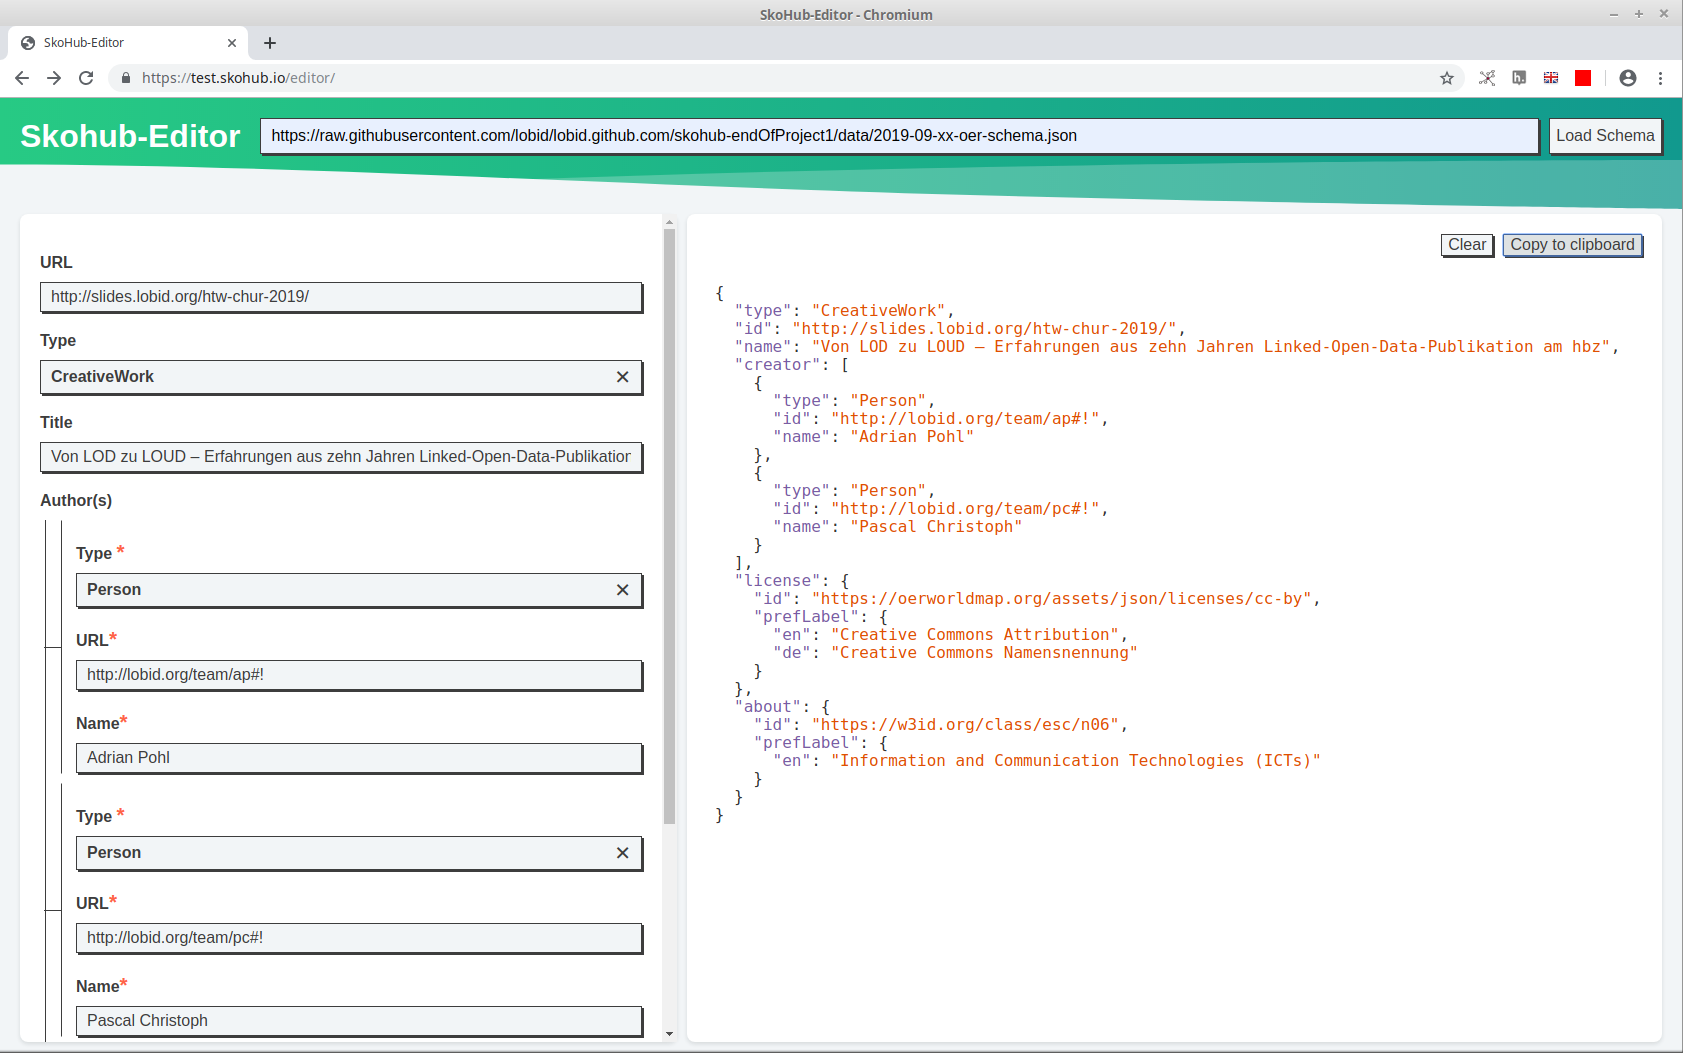 SkoHub-Editor - Chromium
SkoHub-Editor
https://test.skohub.io/editor/
h.
Skohub-Editor
https://raw.githubusercontent.com/lobid/lobid.github.com/skohub-endOfProject1/data/2019-09-xx-oer-schema.json
Load Schema
URL
http://slides.lobid.org/htw-chur-2019/
Type
CreativeWork
Title
Von LOD zu LOUD – Erfahrungen aus zehn Jahren Linked-Open-Data-Publikation
Author(s)
Type *
Person
URL*
http://lobid.org/team/ap#!
Name*
Adrian Pohl
Type *
Person
URL*
http://lobid.org/team/pc#!
Name*
Pascal Christoph
Clear
Copy to clipboard
{
"type": "CreativeWork",
"id": "http://slides.lobid.org/htw-chur-2019/",
"name": "Von LOD zu LOUD – Erfahrungen aus zehn Jahren Linked-Open-Data-Publikation am hbz",
"creator": [
{
"type": "Person",
"id": "http://lobid.org/team/ap#!",
"name": "Adrian Pohl"
},
{
"type": "Person",
"id": "http://lobid.org/team/pc#!",
"name": "Pascal Christoph"
}
],
"license": {
"id": "https://oerworldmap.org/assets/json/licenses/cc-by",
"prefLabel": {
"en": "Creative Commons Attribution",
"de": "Creative Commons Namensnennung"
}
},
"about": {
"id": "https://w3id.org/class/esc/n06",
"prefLabel": {
"en": "Information and Communication Technologies (ICTs)"
}
}
}